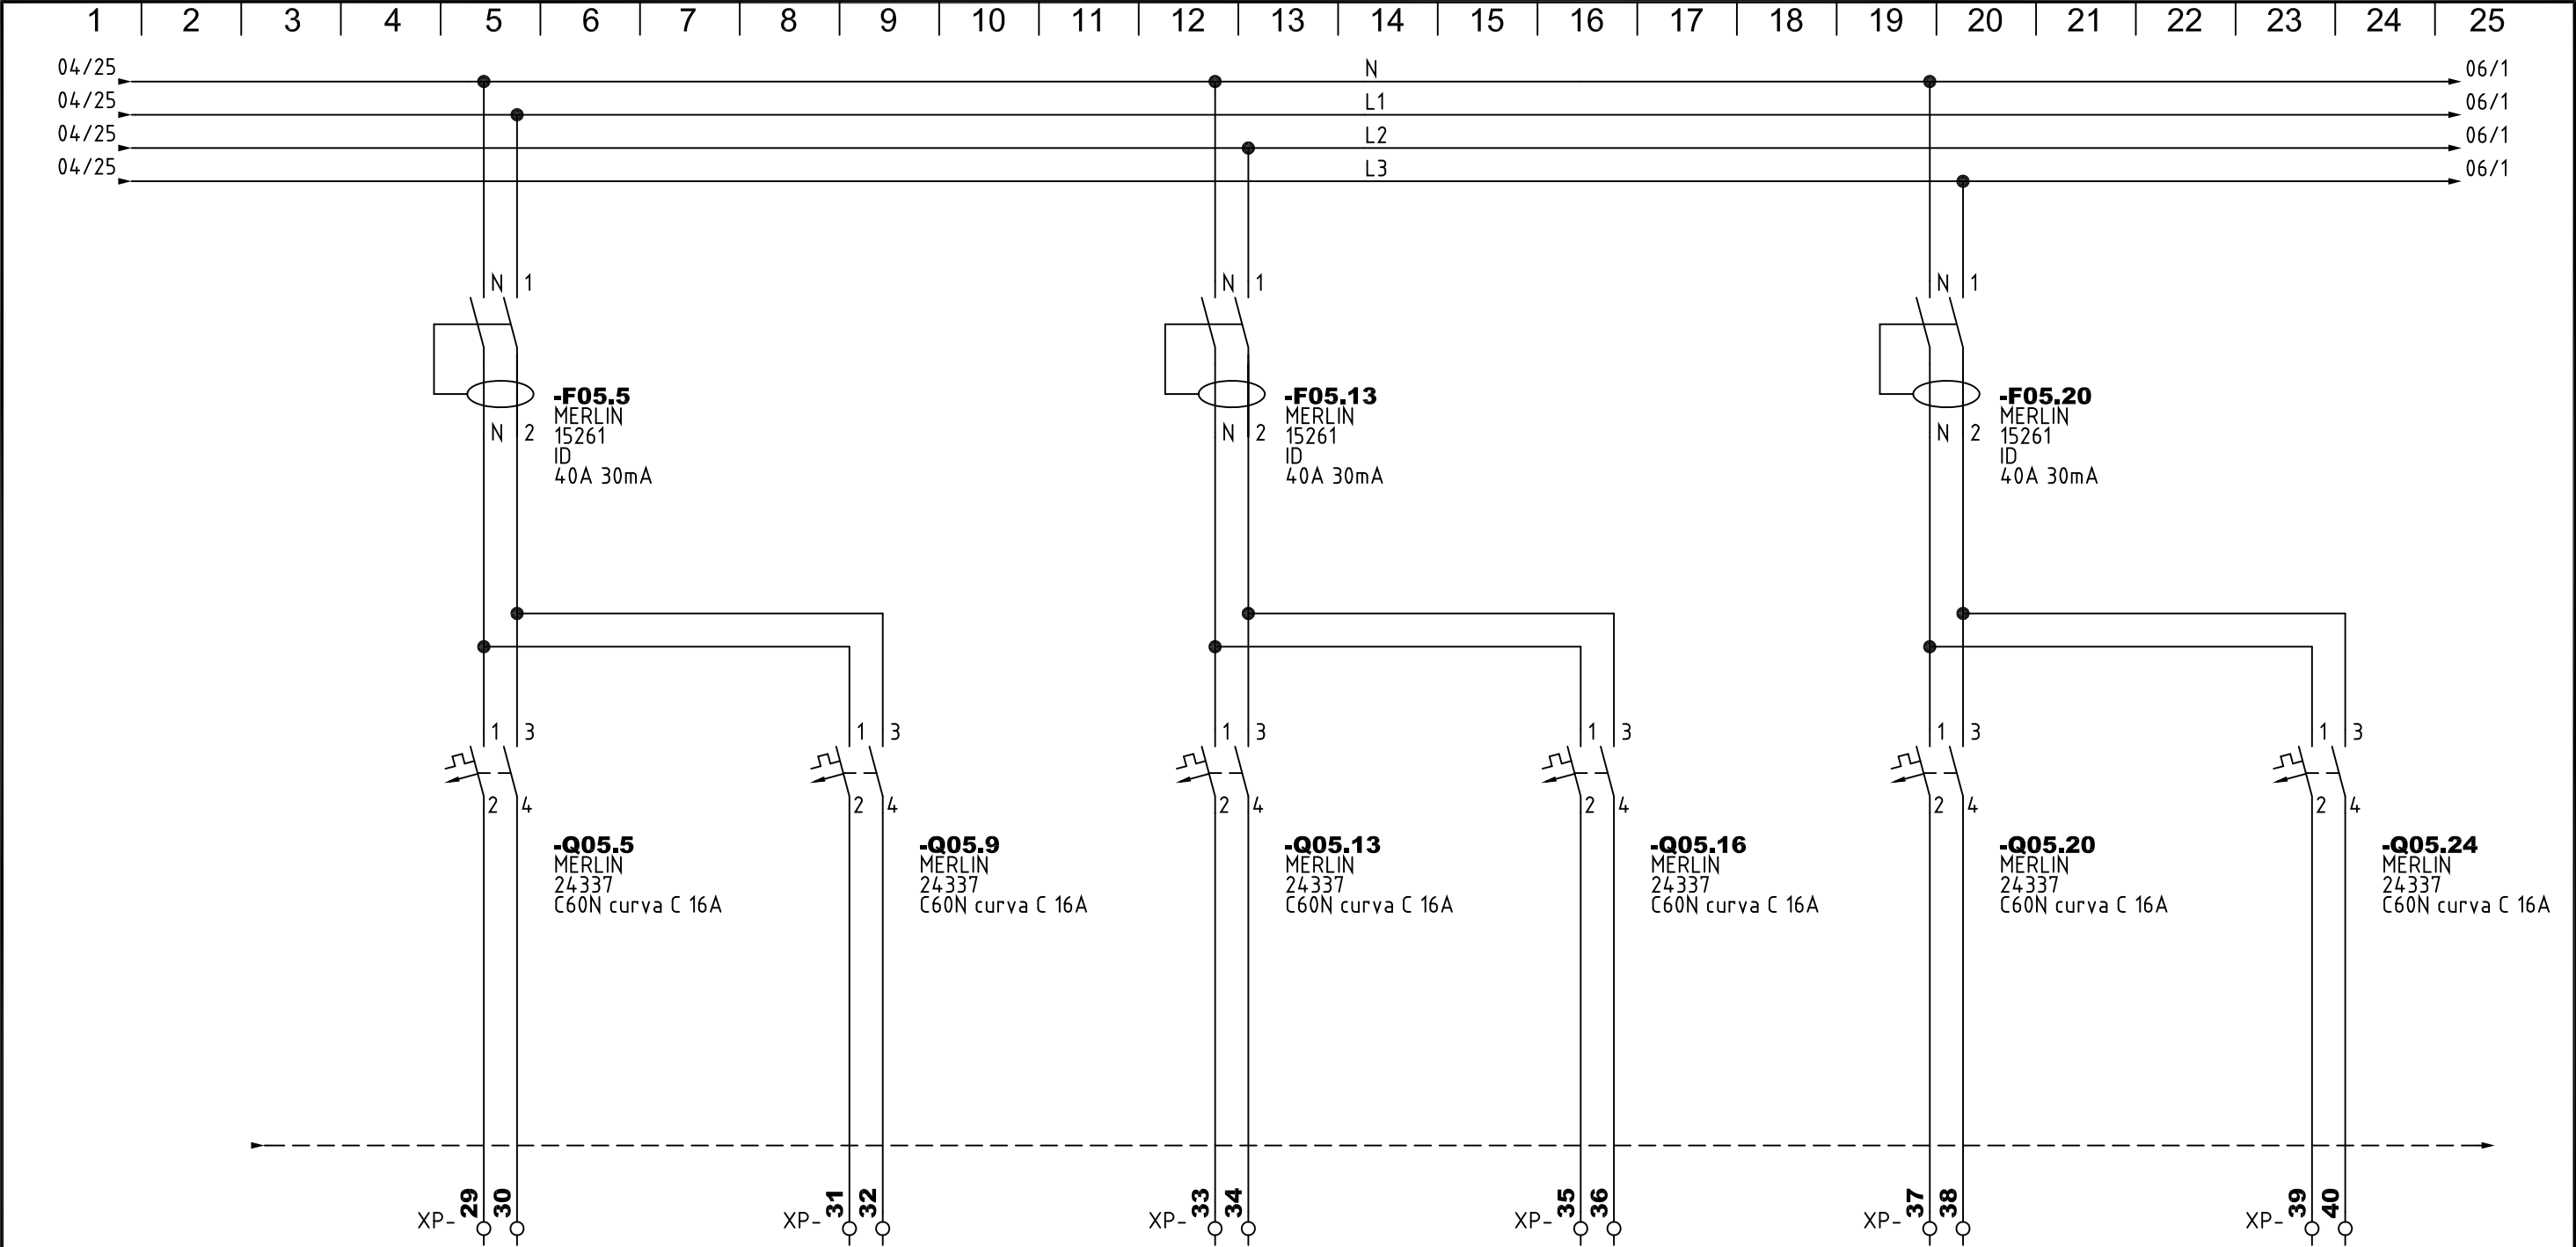 1 2 3 4 5 6 7 8 9 10 11 12 13 14 15 16 17 18 19 20 21 22 23 24 25
04/25 N 06/1
04/25 L1 06/1
04/25 L2 06/1
04/25 L3 06/1
N 1 N 1 N 1
-F05.5
MERLIN
15261
ID
40A 30mA
N 2
-F05.13
MERLIN
15261
ID
40A 30mA
N 2
-F05.20
MERLIN
15261
ID
40A 30mA
N 2
1 3 1 3 1 3 1 3 1 3 1 3
2 4 2 4 2 4 2 4 2 4 2 4
-Q05.5
MERLIN
24337
C60N curva C 16A
-Q05.9
MERLIN
24337
C60N curva C 16A
-Q05.13
MERLIN
24337
C60N curva C 16A
-Q05.16
MERLIN
24337
C60N curva C 16A
-Q05.20
MERLIN
24337
C60N curva C 16A
-Q05.24
MERLIN
24337
C60N curva C 16A
XP- 29 30 XP- 31 32 XP- 33 34 XP- 35 36 XP- 37 38 XP- 39 40